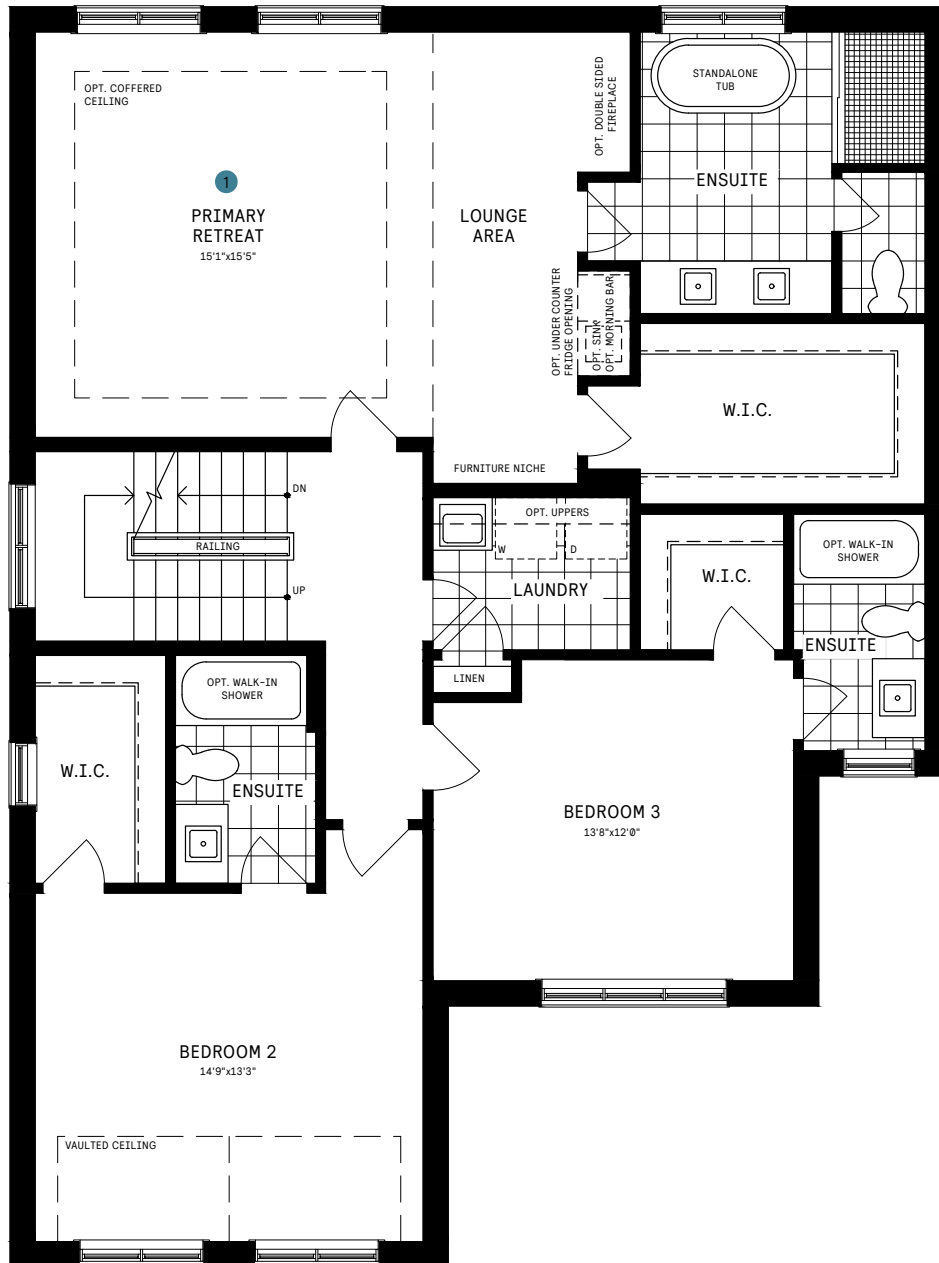 OPT. COFFERED
CEILING
1
PRIMARY
RETREAT
15'1"x15'5"
LOUNGE
AREA
OPT. DOUBLE SIDED
FIREPLACE
STANDALONE
TUB
ENSUITE
OPT. UNDER COUNTER
FRIDGE OPENING
OPT. SINK
OPT. MORNING BAR
W.I.C.
FURNITURE NICHE
DN
RAILING
UP
OPT. UPPERS
W
D
LAUNDRY
LINEN
W.I.C.
OPT. WALK-IN
SHOWER
ENSUITE
W.I.C.
OPT. WALK-IN
SHOWER
ENSUITE
BEDROOM 3
13'8"x12'0"
BEDROOM 2
14'9"x13'3"
VAULTED CEILING